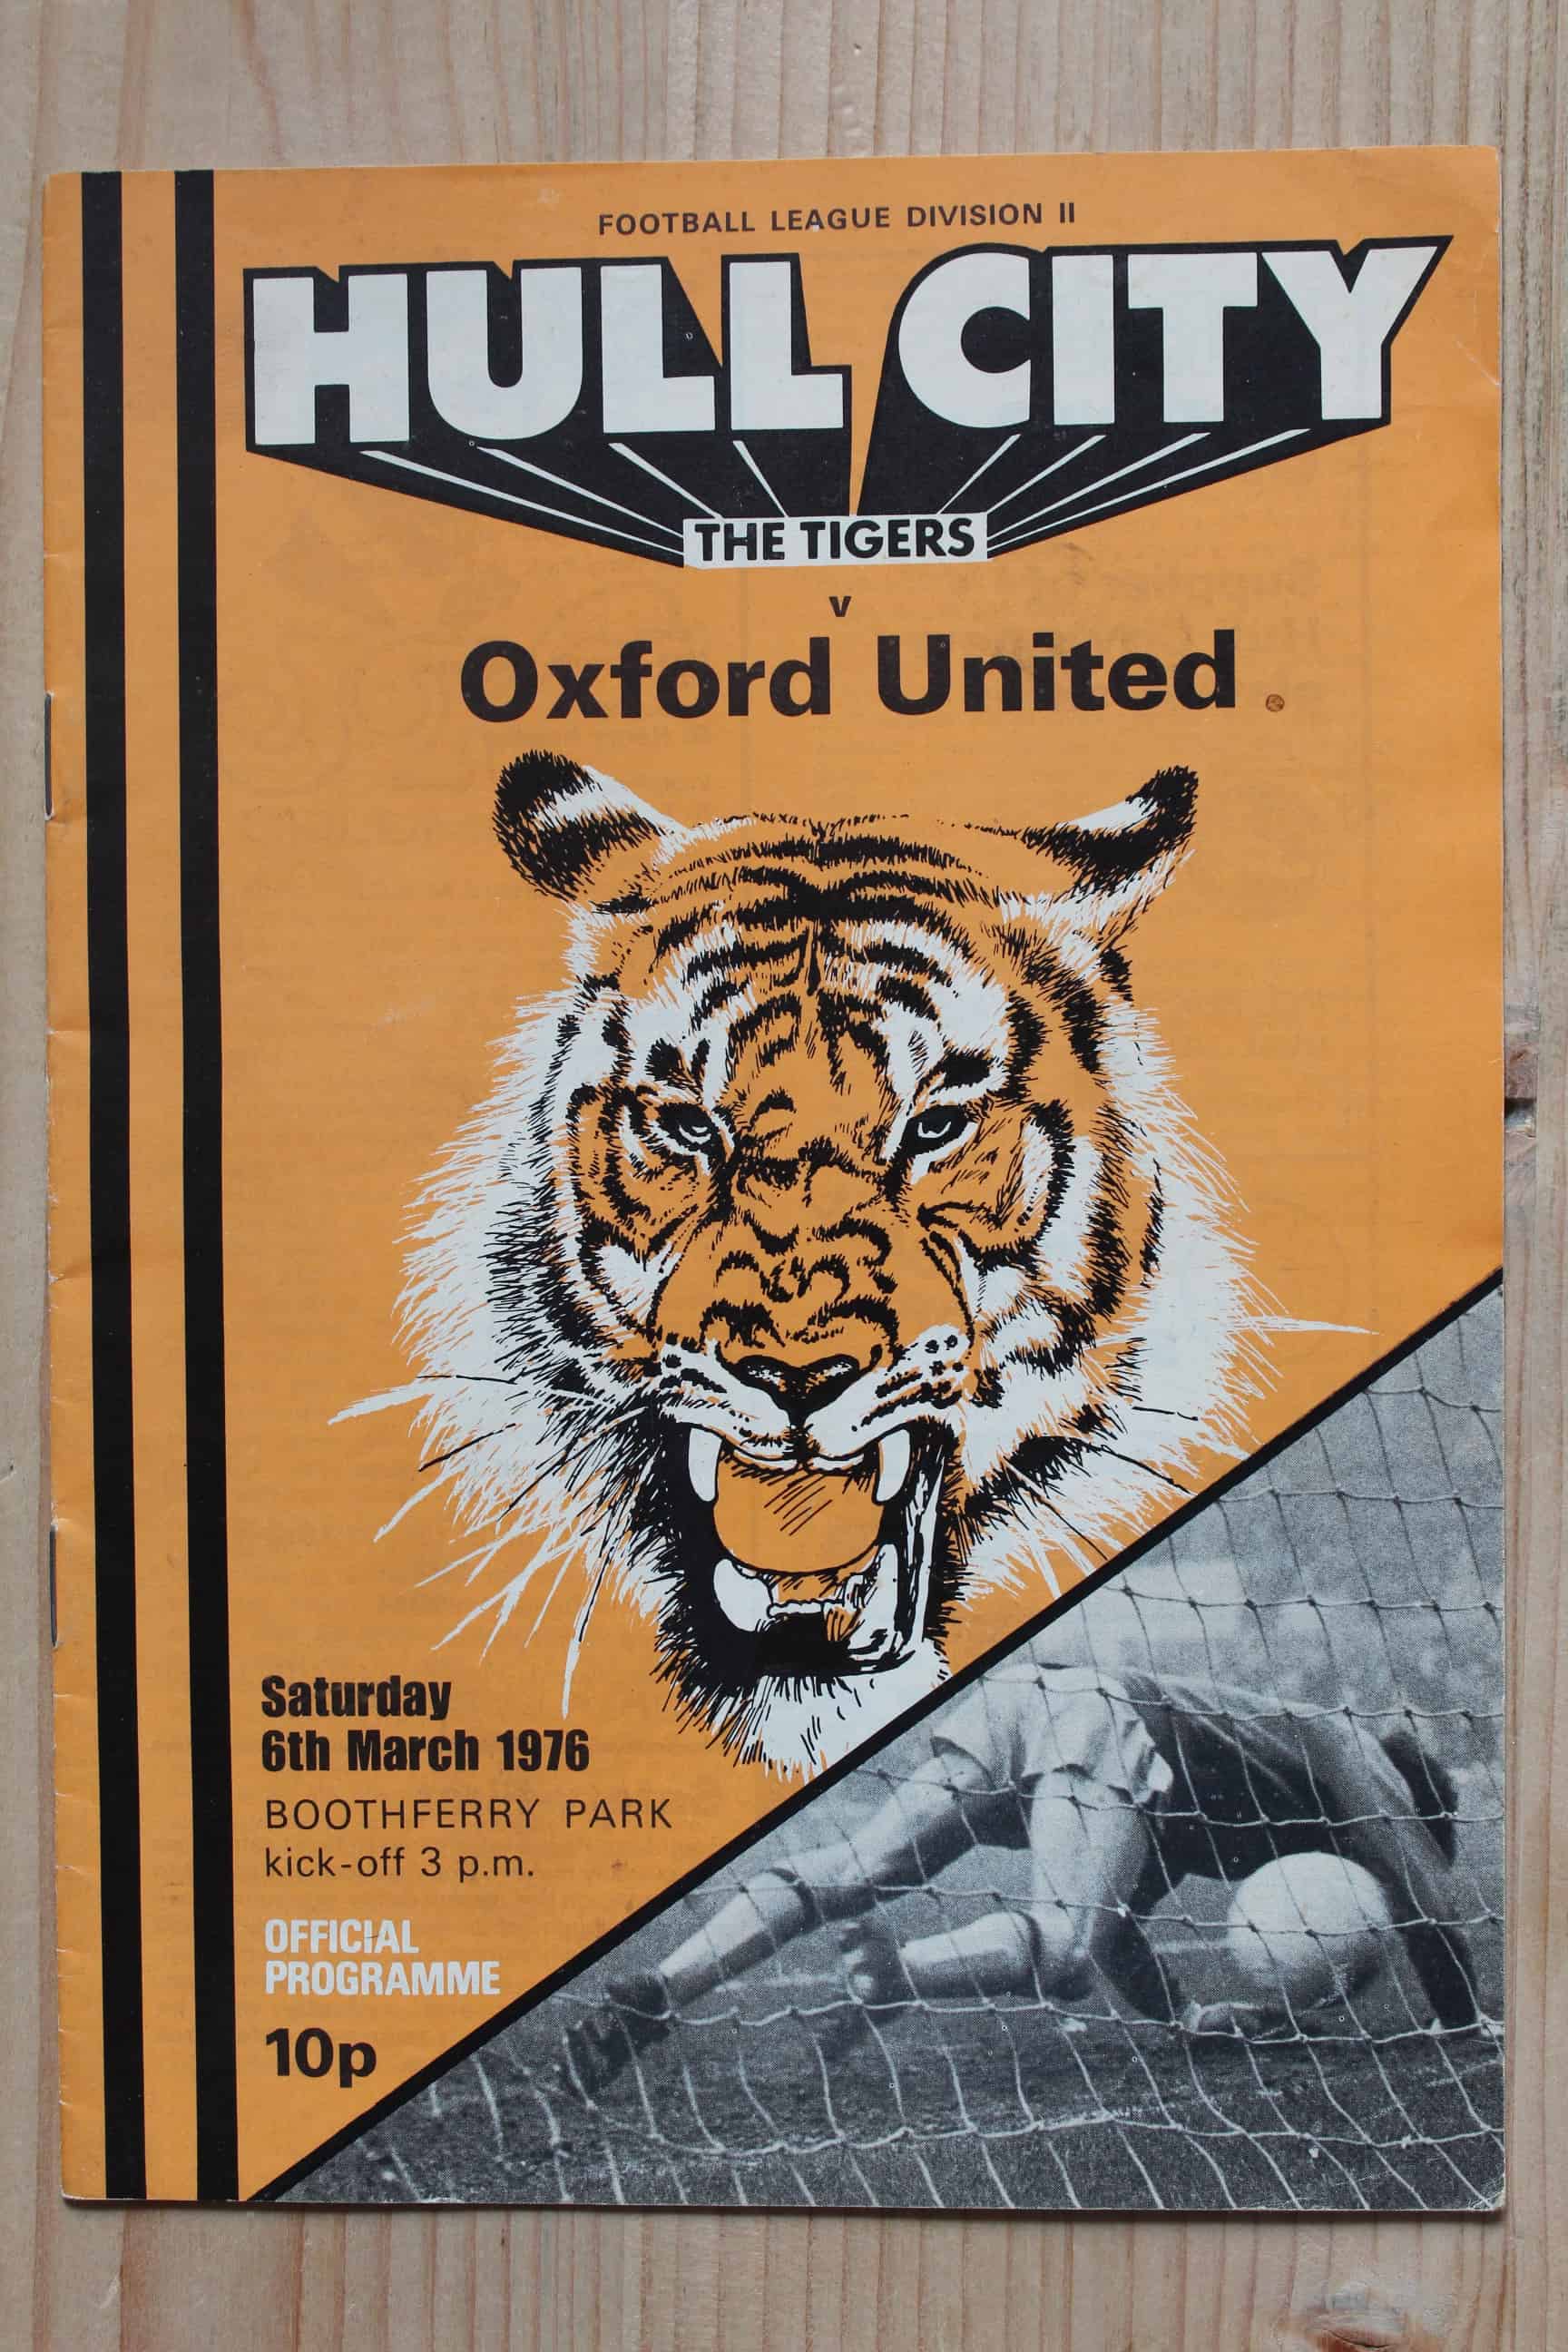 FOOTBALL LEAGUE DIVISION II
HULL CITY
THE TIGERS
v
Oxford United
Saturday
6th March 1976
BOOTHFERRY PARK
kick-off 3 p.m.
OFFICIAL
PROGRAMME
10p